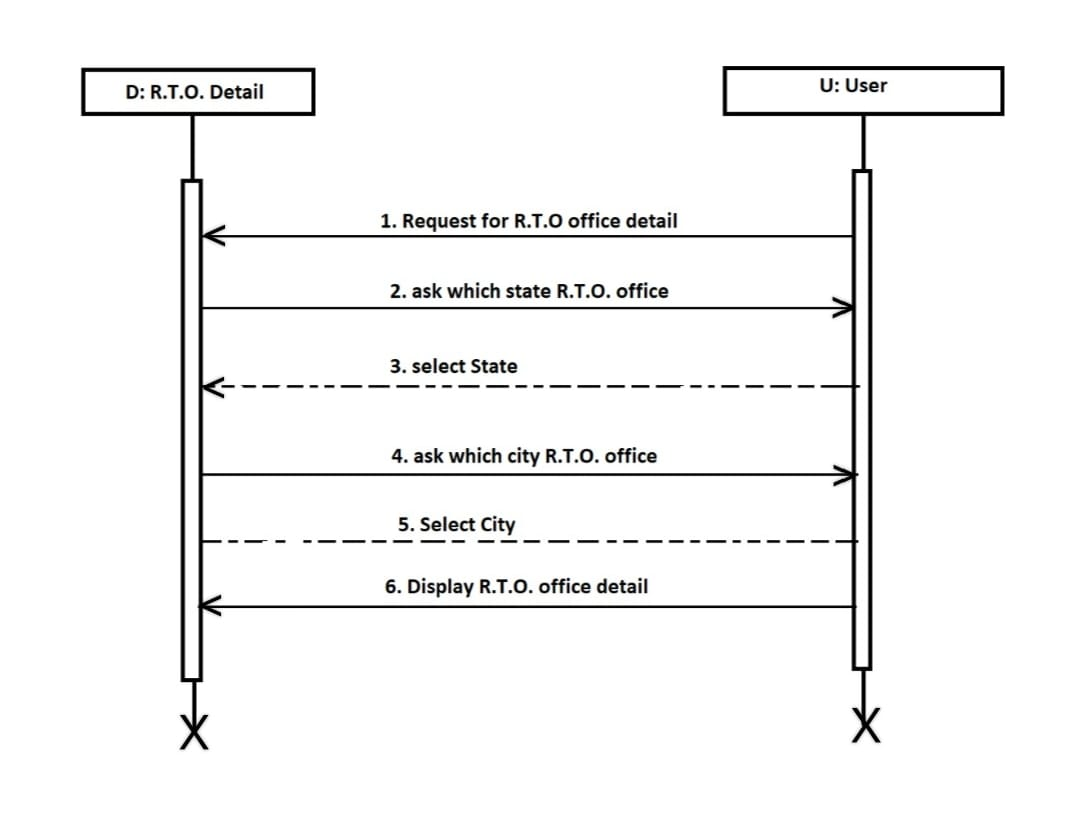 D: R.T.O. Detail
U: User
1. Request for R.T.O office detail
2. ask which state R.T.O. office
3. select State
4. ask which city R.T.O. office
5. Select City
6. Display R.T.O. office detail
X
X